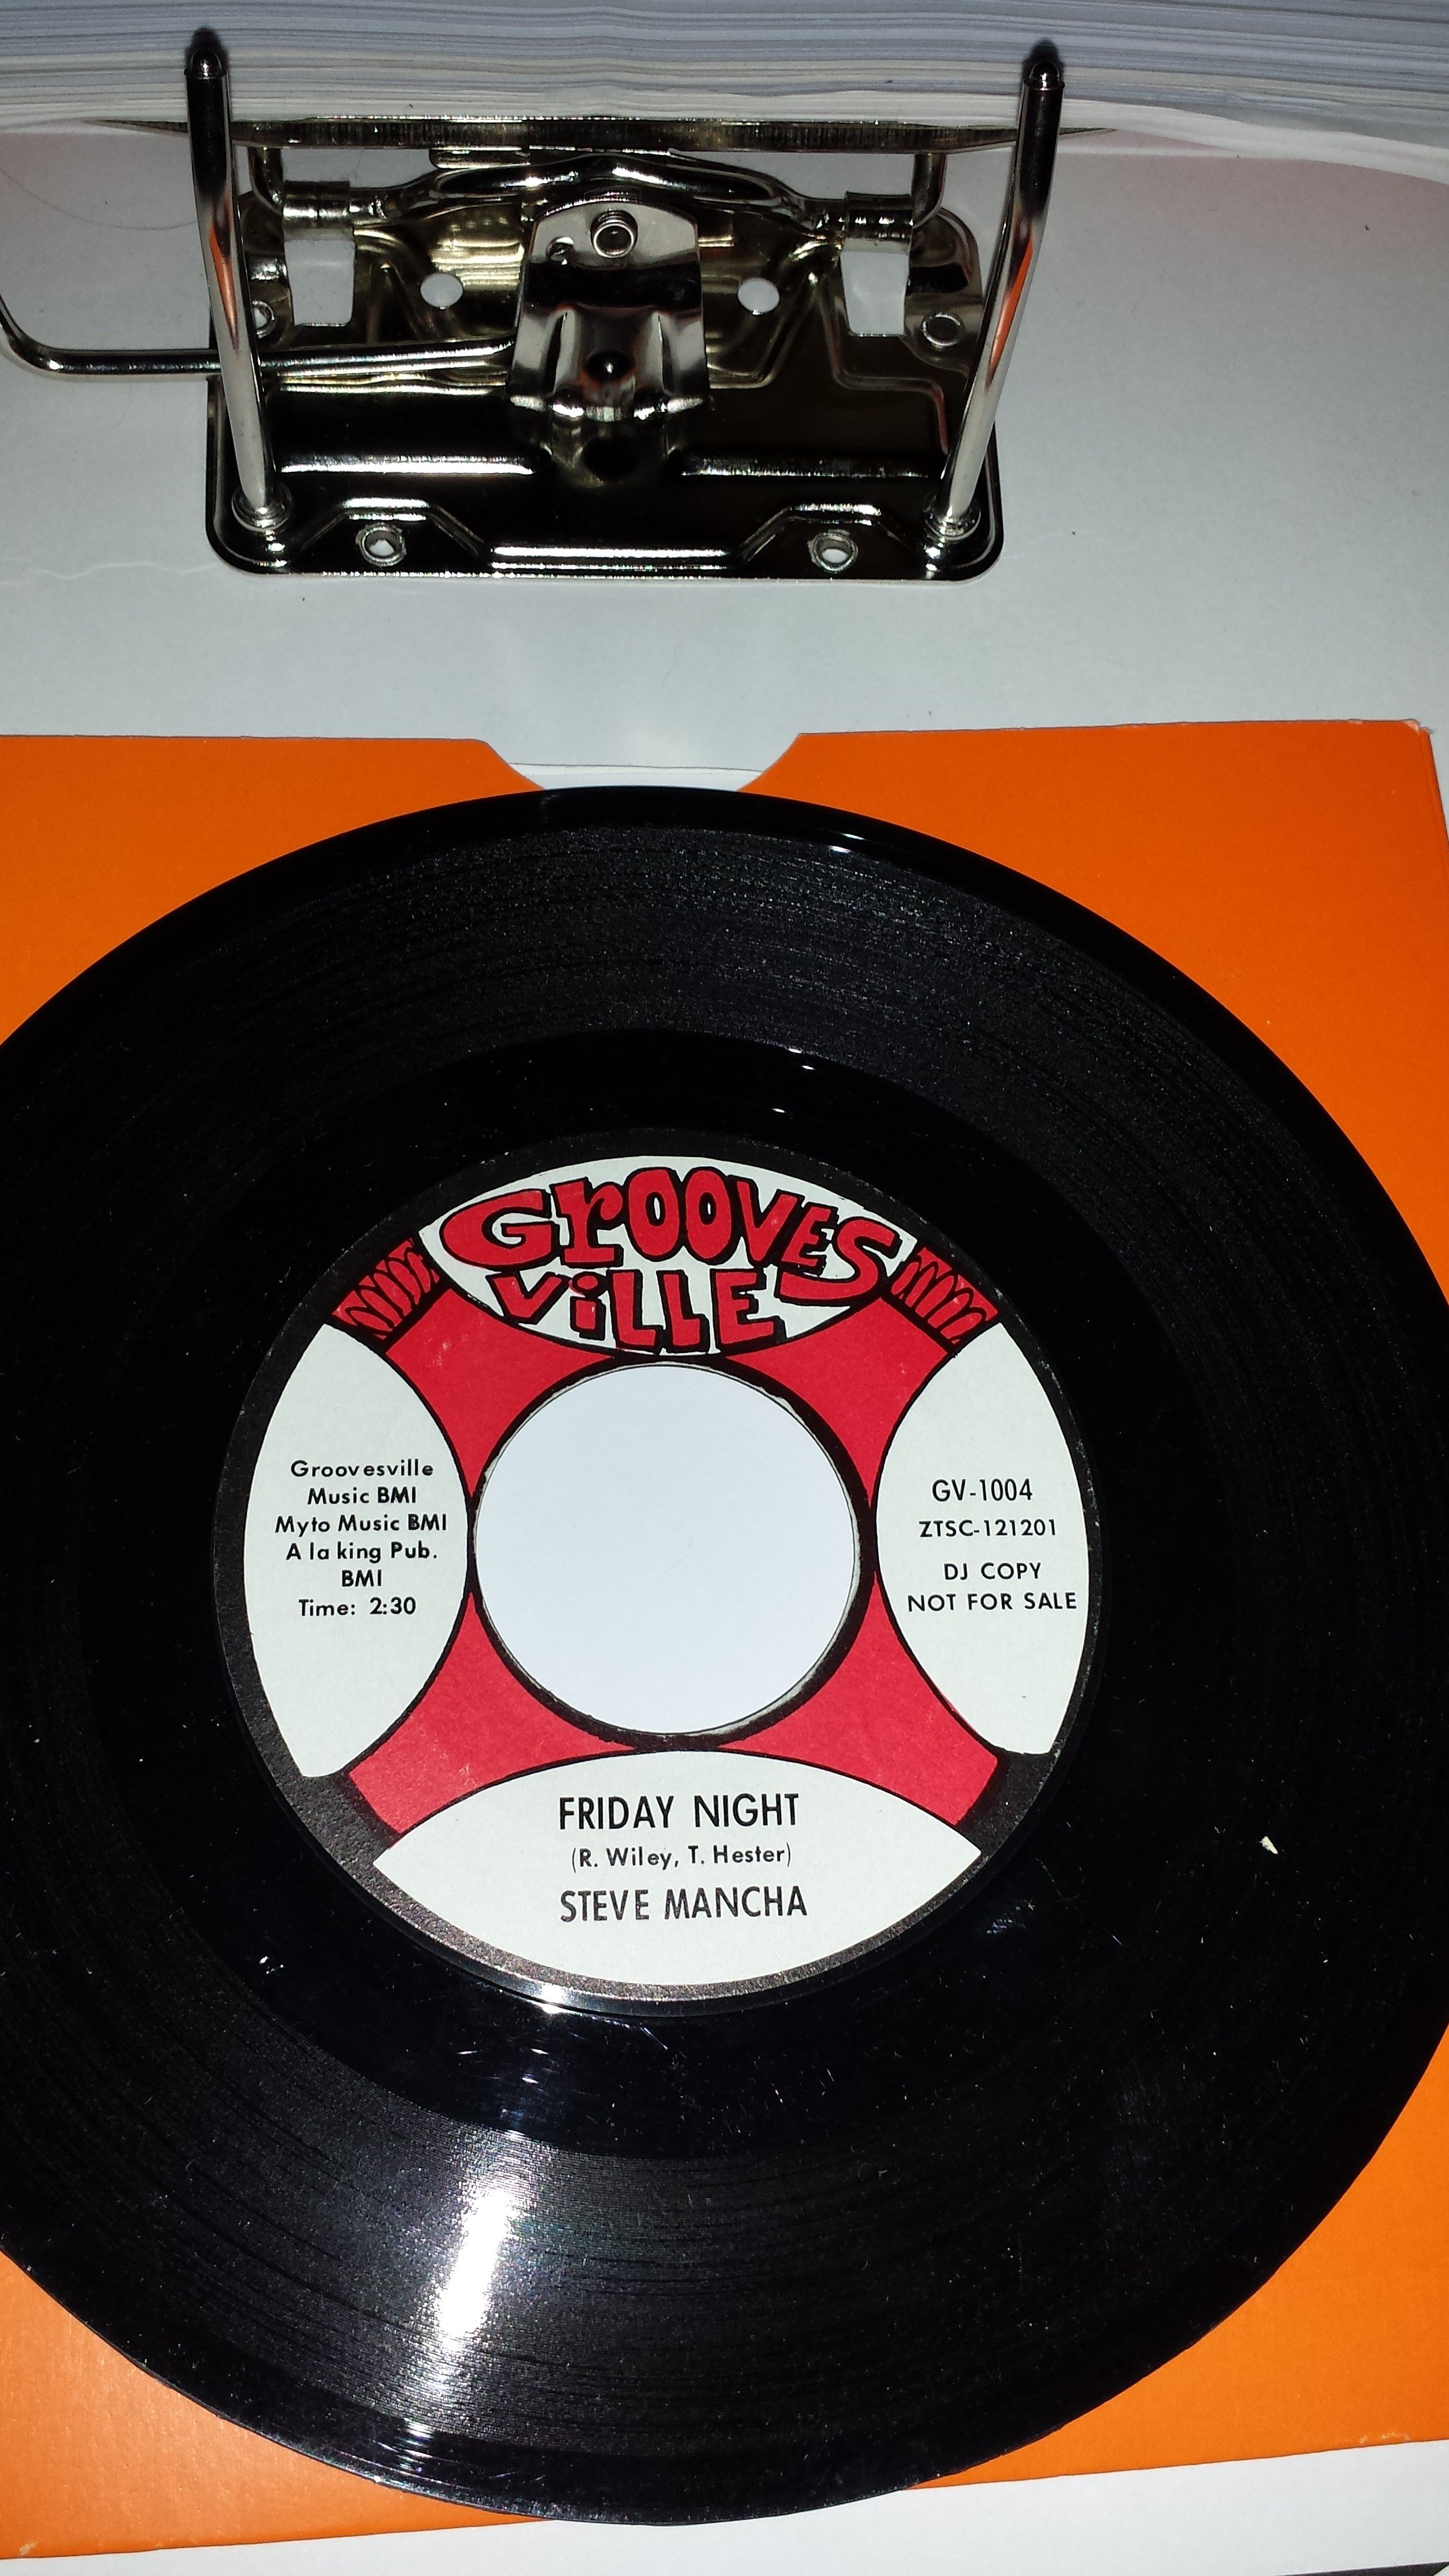 GROOVES
VILLE
Groovesville
Music BMI
Myto Music BMI
A la king Pub.
BMI
Time: 2:30
GV-1004
ZTSC-121201
DJ COPY
NOT FOR SALE
FRIDAY NIGHT
(R. Wiley, T. Hester)
STEVE MANCHA